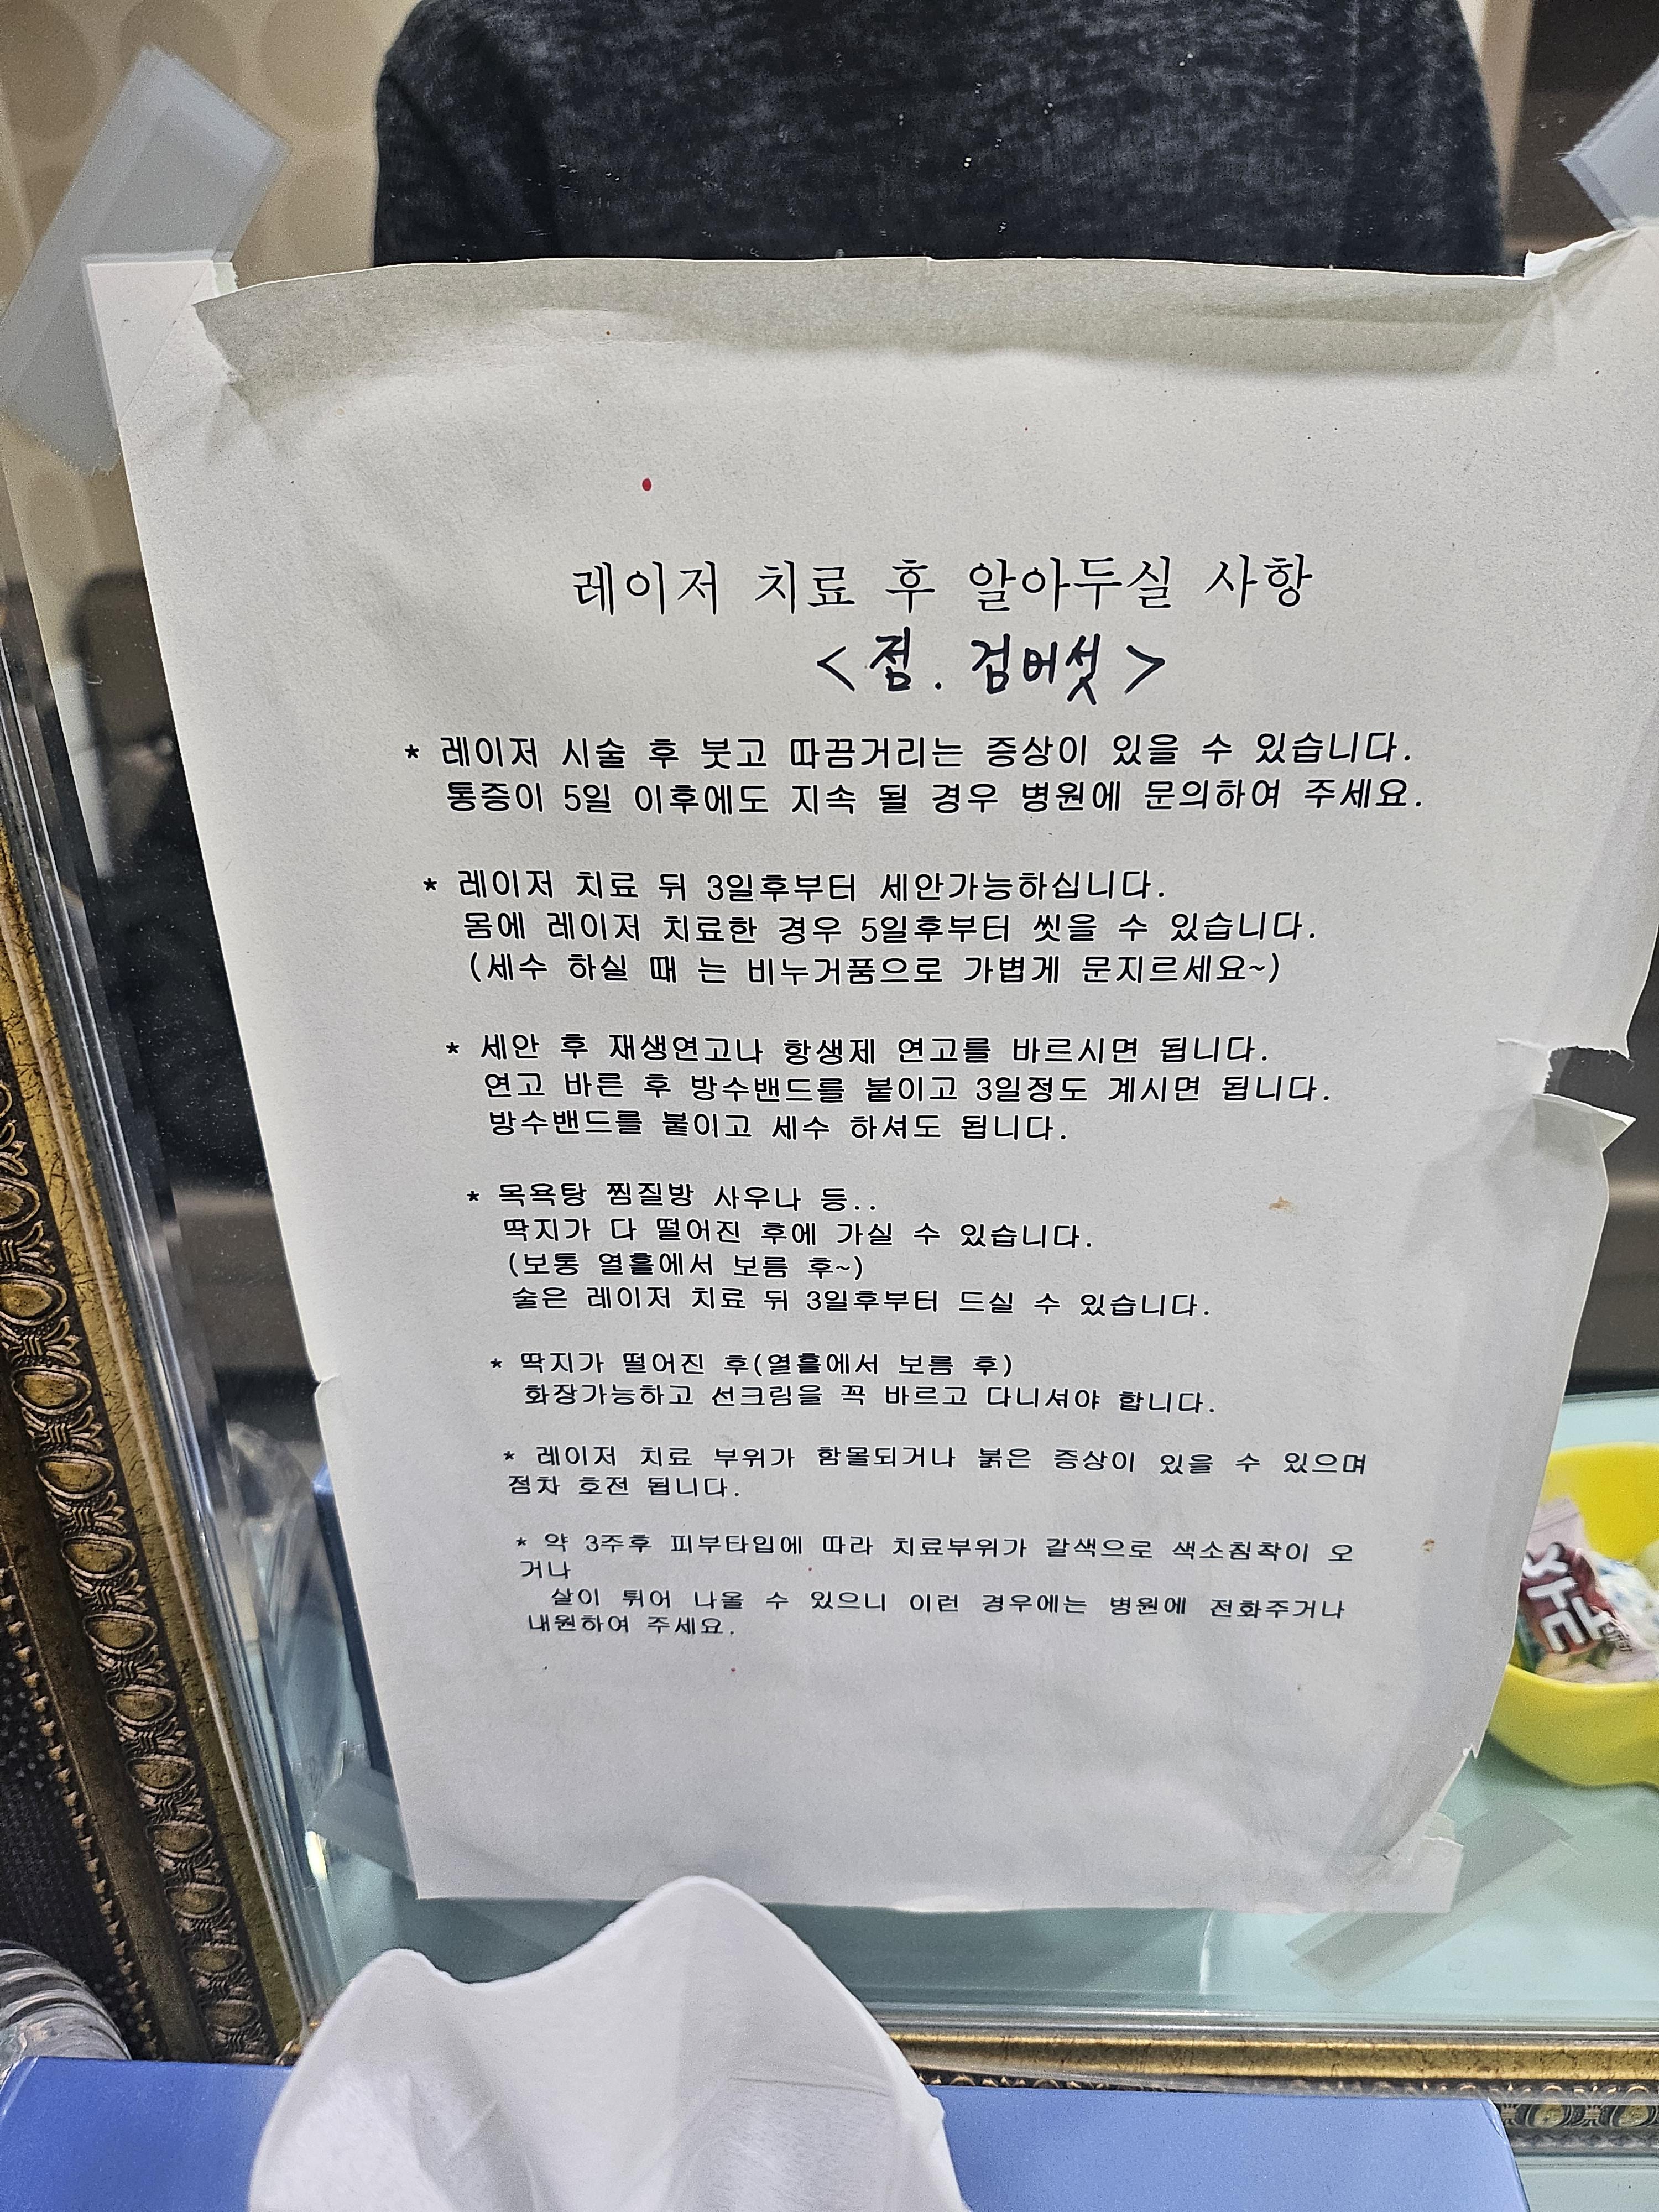 레이저 치료 후 알아두실 사항
<점. 검버섯>
* 레이저 시술 후 붓고 따끔거리는 증상이 있을 수 있습니다.
통증이 5일 이후에도 지속 될 경우 병원에 문의하여 주세요.
* 레이저 치료 뒤 3일후부터 세안가능하십니다.
몸에 레이저 치료한 경우 5일후부터 씻을 수 있습니다.
(세수 하실 때 는 비누거품으로 가볍게 문지르세요~)
* 세안 후 재생연고나 항생제 연고를 바르시면 됩니다.
연고 바른 후 방수밴드를 붙이고 3일정도 계시면 됩니다.
방수밴드를 붙이고 세수 하셔도 됩니다.
* 목욕탕 찜질방 사우나 등..
딱지가 다 떨어진 후에 가실 수 있습니다.
(보통 열흘에서 보름 후~)
술은 레이저 치료 뒤 3일후부터 드실 수 있습니다.
* 딱지가 떨어진 후(열흘에서 보름 후)
화장가능하고 선크림을 꼭 바르고 다니셔야 합니다.
* 레이저 치료 부위가 함몰되거나 붉은 증상이 있을 수 있으며
점차 호전 됩니다.
* 약 3주후 피부타입에 따라 치료부위가 갈색으로 색소침착이 오
거나
살이 튀어 나올 수 있으니 이런 경우에는 병원에 전화주거나
내원하여 주세요.